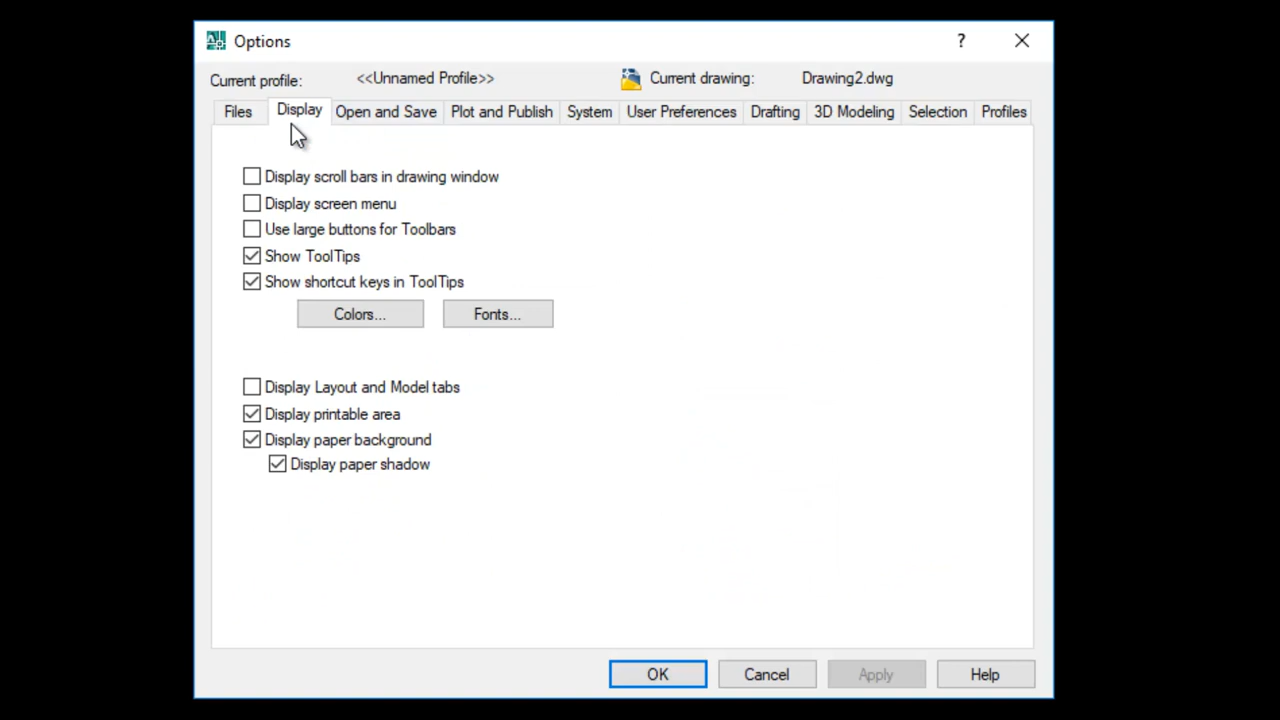 Options ?
Current profile: <<Unnamed Profile>> Current drawing: Drawing2.dwg
Files Display Open and Save Plot and Publish System User Preferences Drafting 3D Modeling Selection Profiles
Display scroll bars in drawing window
Display screen menu
Use large buttons for Toolbars
Show ToolTips
Show shortcut keys in ToolTips
Colors... Fonts...
Display Layout and Model tabs
Display printable area
Display paper background
Display paper shadow
OK Cancel Apply Help